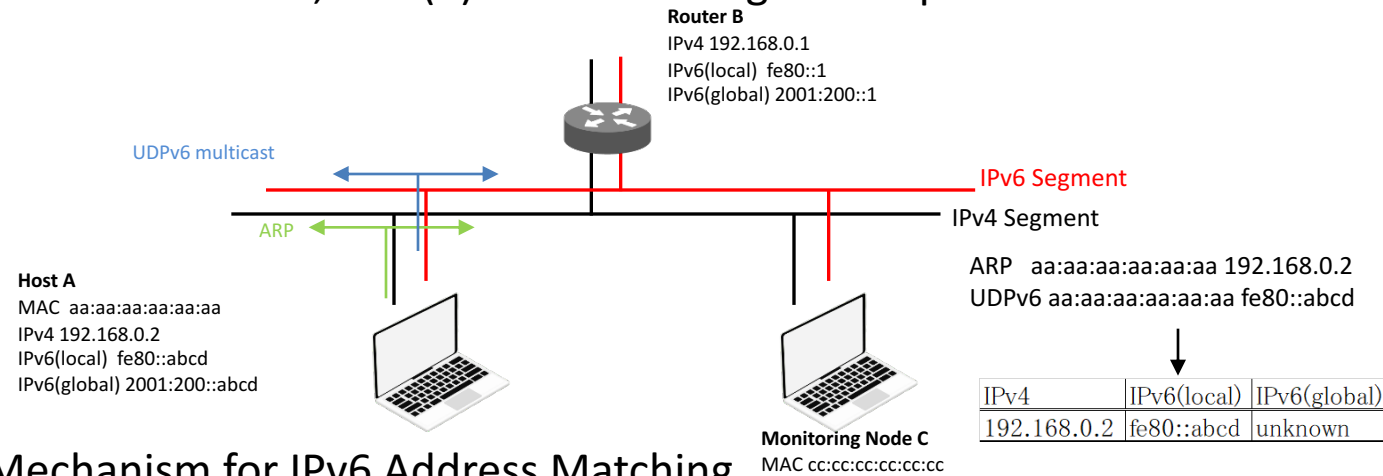 Router B
IPv4 192.168.0.1
IPv6(local) fe80::1
IPv6(global) 2001:200::1
UDPv6 multicast
IPv6 Segment
IPv4 Segment
ARP
Host A
MAC aa:aa:aa:aa:aa:aa
IPv4 192.168.0.2
IPv6(local) fe80::abcd
IPv6(global) 2001:200::abcd
ARP aa:aa:aa:aa:aa:aa 192.168.0.2
UDPv6 aa:aa:aa:aa:aa:aa fe80::abcd
IPv4 IPv6(local) IPv6(global)
192.168.0.2 fe80::abcd unknown
Monitoring Node C
MAC cc:cc:cc:cc:cc:cc
Mechanism for IPv6 Address Matching